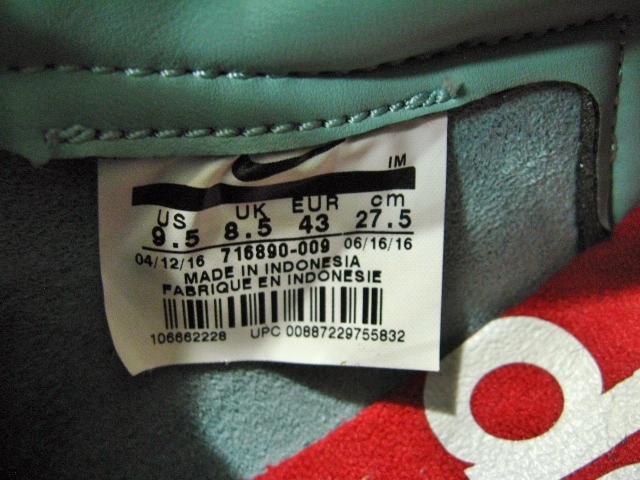 IM
US UK EUR cm
9.5 8.5 43 27.5
04/12/16 716890-009 06/16/16
MADE IN INDONESIA
FABRIQUE EN INDONESIE
106662228 UPC 00887229755832